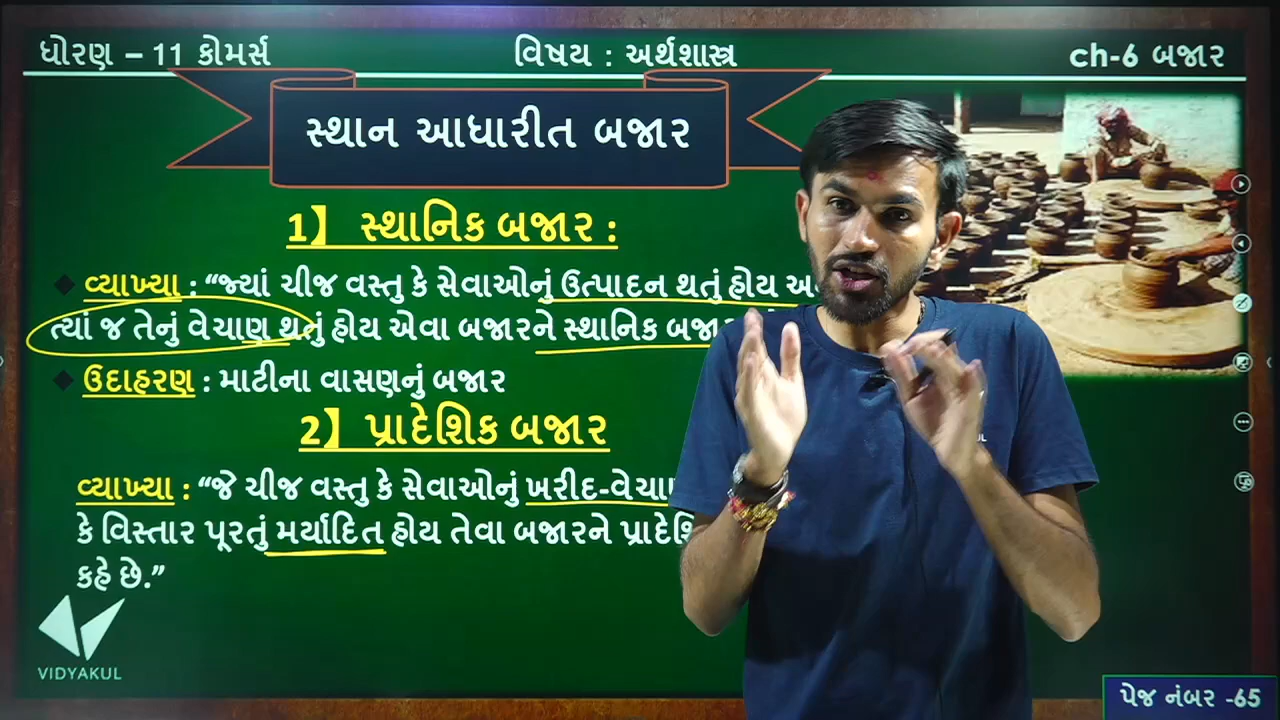 ધોરણ – 11 કોમર્સ
વિષય : અર્થશાસ્ત્ર
ch-6 બજાર
સ્થાન આધારીત બજાર
1】 સ્થાનિક બજાર :
વ્યાખ્યા : “જ્યાં ચીજ વસ્તુ કે સેવાઓનું ઉત્પાદન થતું હોય
ત્યાં જ તેનું વેચાણ થતું હોય એવા બજારને સ્થાનિક
ઉદાહરણ : માટીના વાસણનું બજાર
2】 પ્રાદેશિક બજાર
વ્યાખ્યા : “જે ચીજ વસ્તુ કે સેવાઓનું
કે વિસ્તાર પૂરતું મર્યાદિત હોય તેવા બજારને
કહે છે.”
VIDYAKUL
પેજ નંબર -65